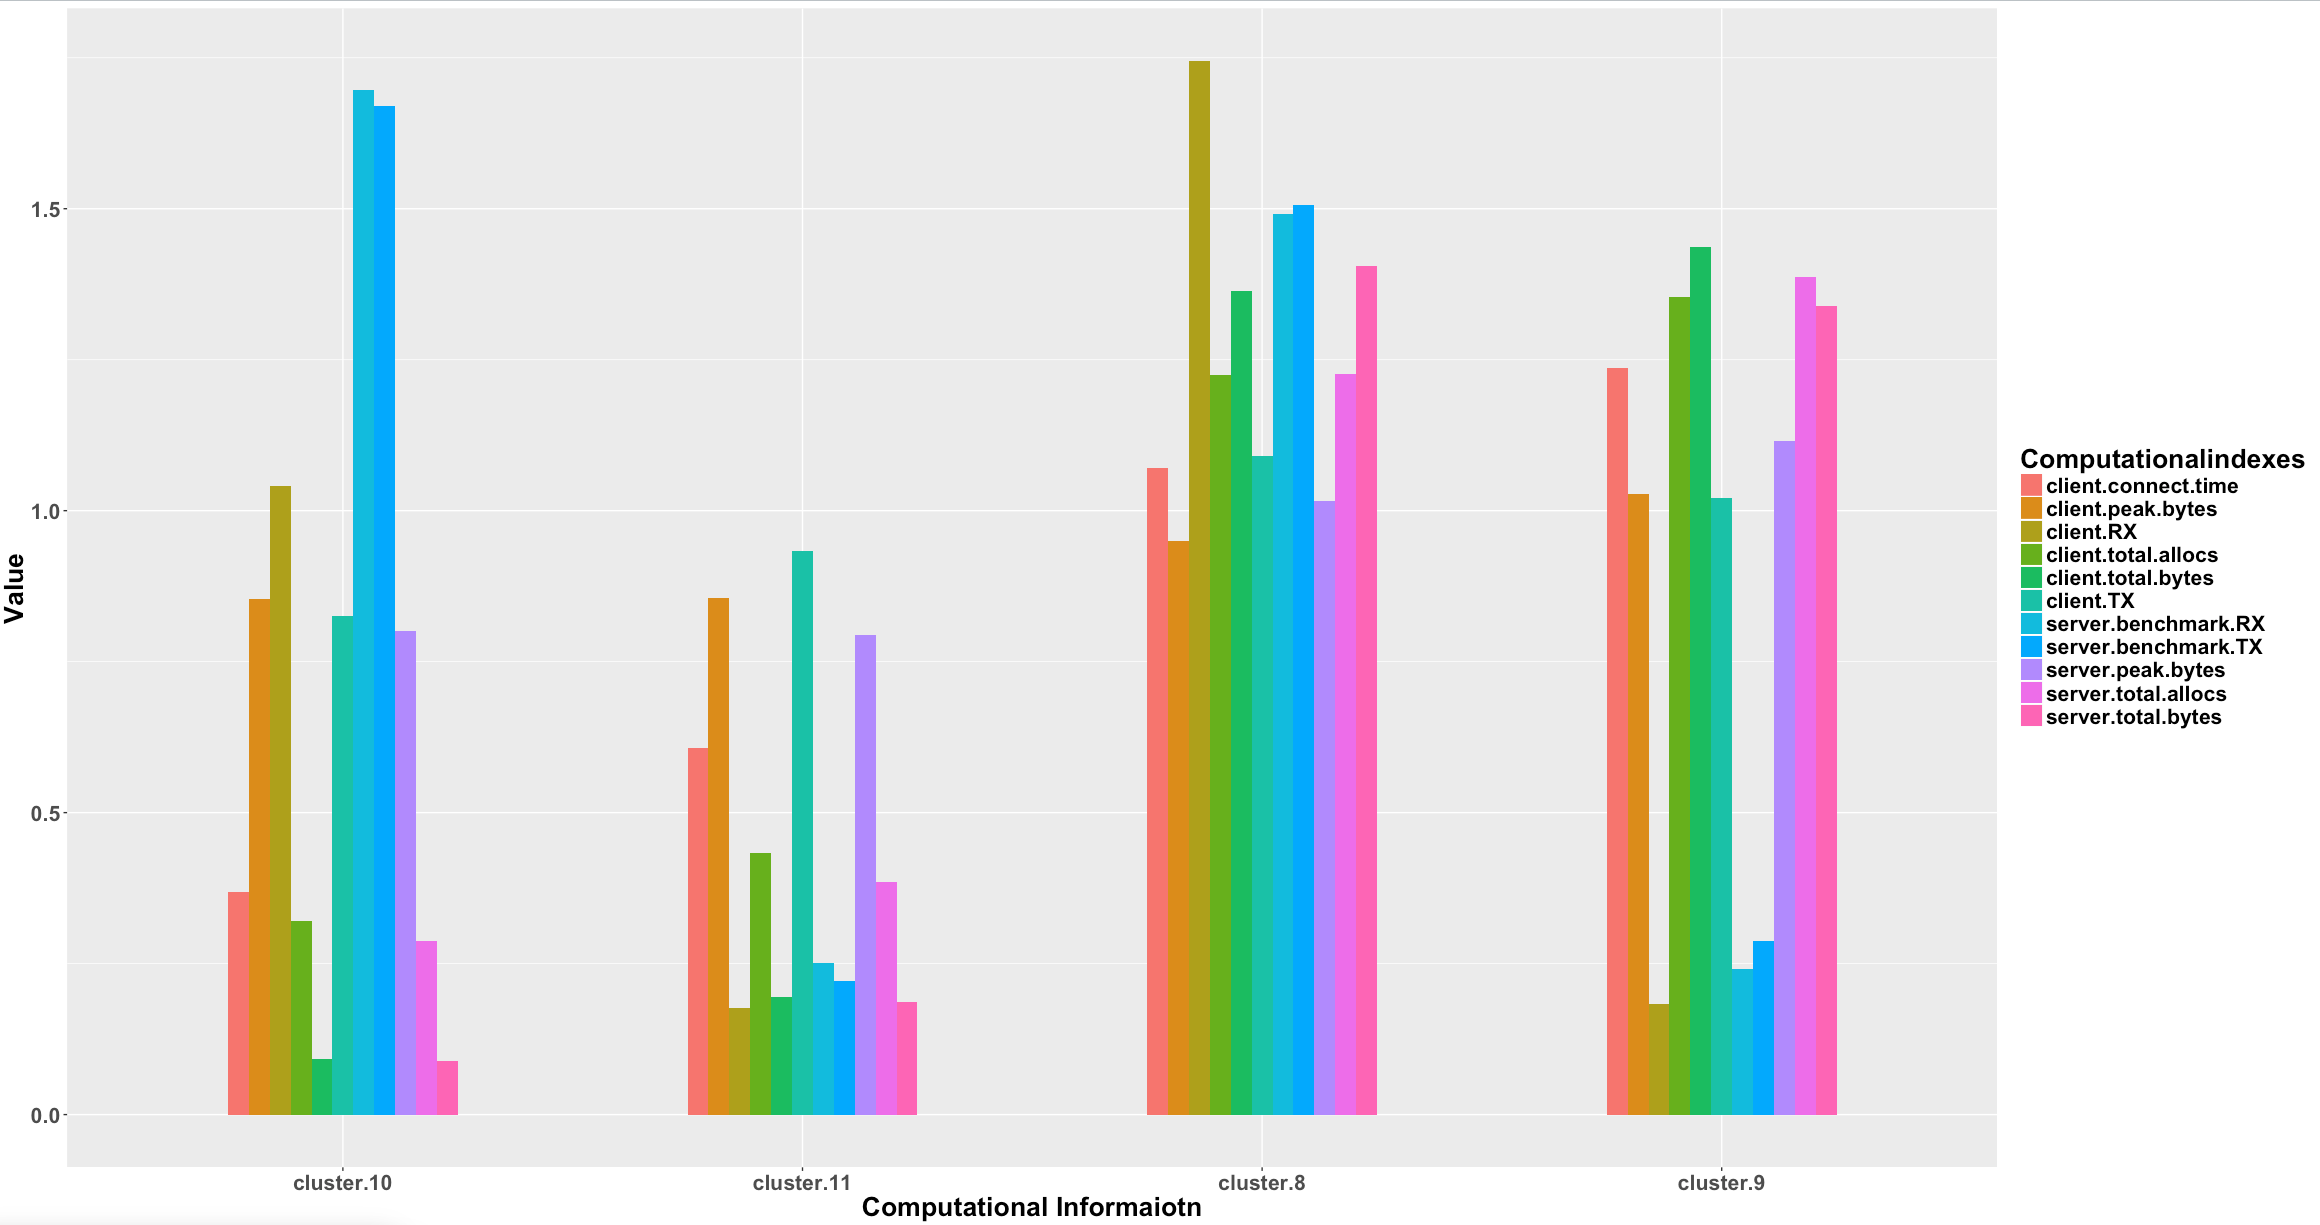 Value
1.5
1.0
0.5
0.0
cluster.10
cluster.11
cluster.8
cluster.9
Computational Informaiotn
Computationalindexes
client.connect.time
client.peak.bytes
client.RX
client.total.allocs
client.total.bytes
client.TX
server.benchmark.RX
server.benchmark.TX
server.peak.bytes
server.total.allocs
server.total.bytes